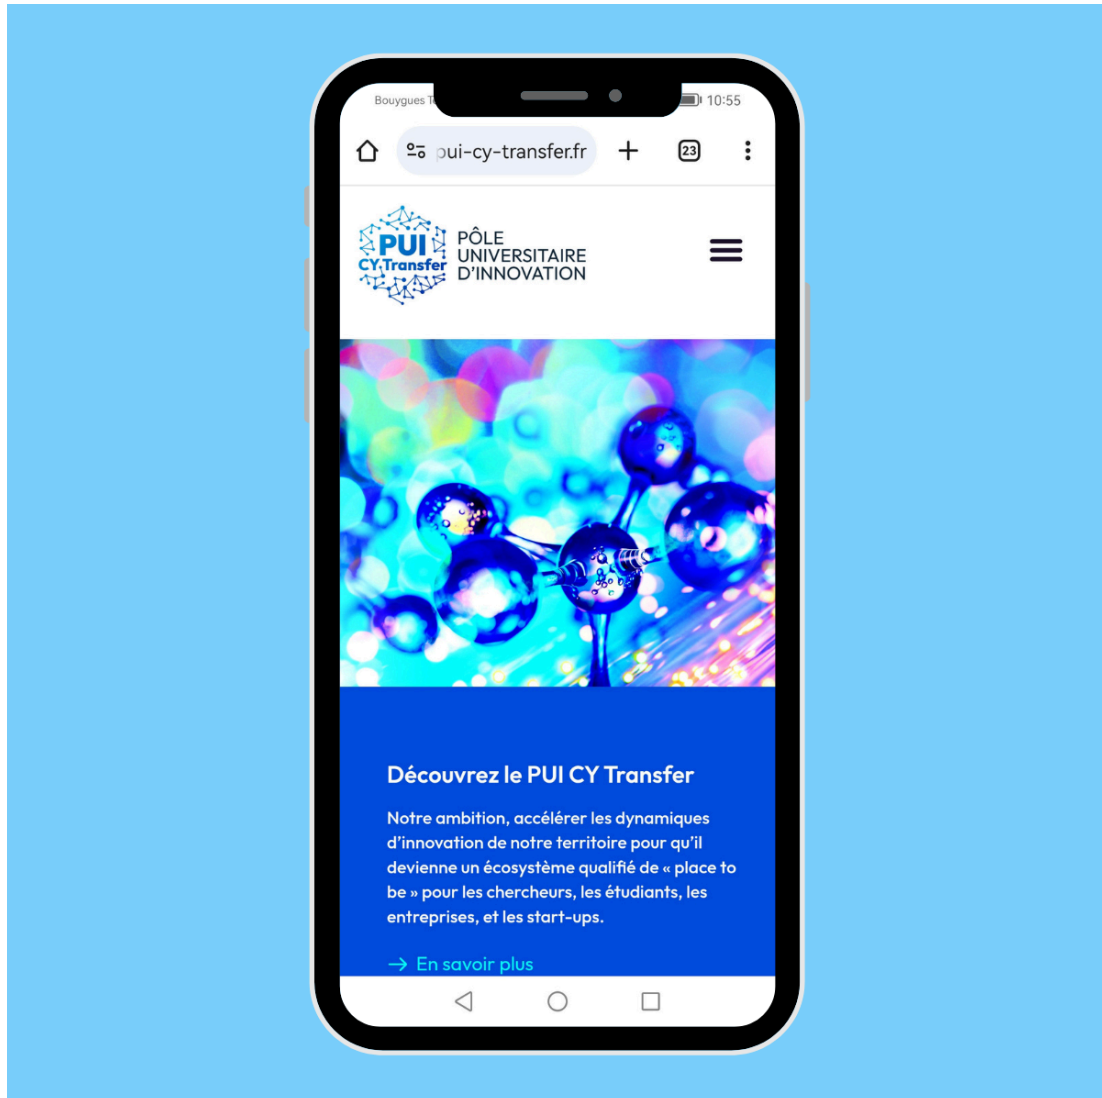 Bouygues
10:55
pui-cy-transfer.fr
23
PUI
CY Transfer
PÔLE
UNIVERSITAIRE
D'INNOVATION
Découvrez le PUI CY Transfer
Notre ambition, accélérer les dynamiques
d'innovation de notre territoire pour qu'il
devienne un écosystème qualifié de « place to
be » pour les chercheurs, les étudiants, les
entreprises, et les start-ups.
→ En savoir plus